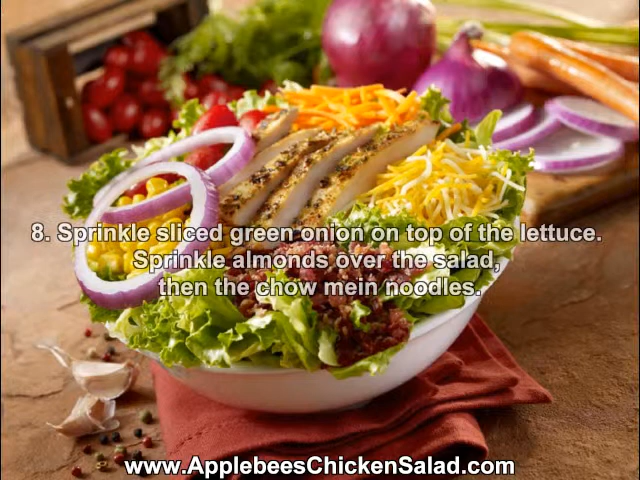 8. Sprinkle sliced green onion on top of the lettuce.
Sprinkle almonds over the salad,
then the chow mein noodles.
www.ApplebeesChickenSalad.com